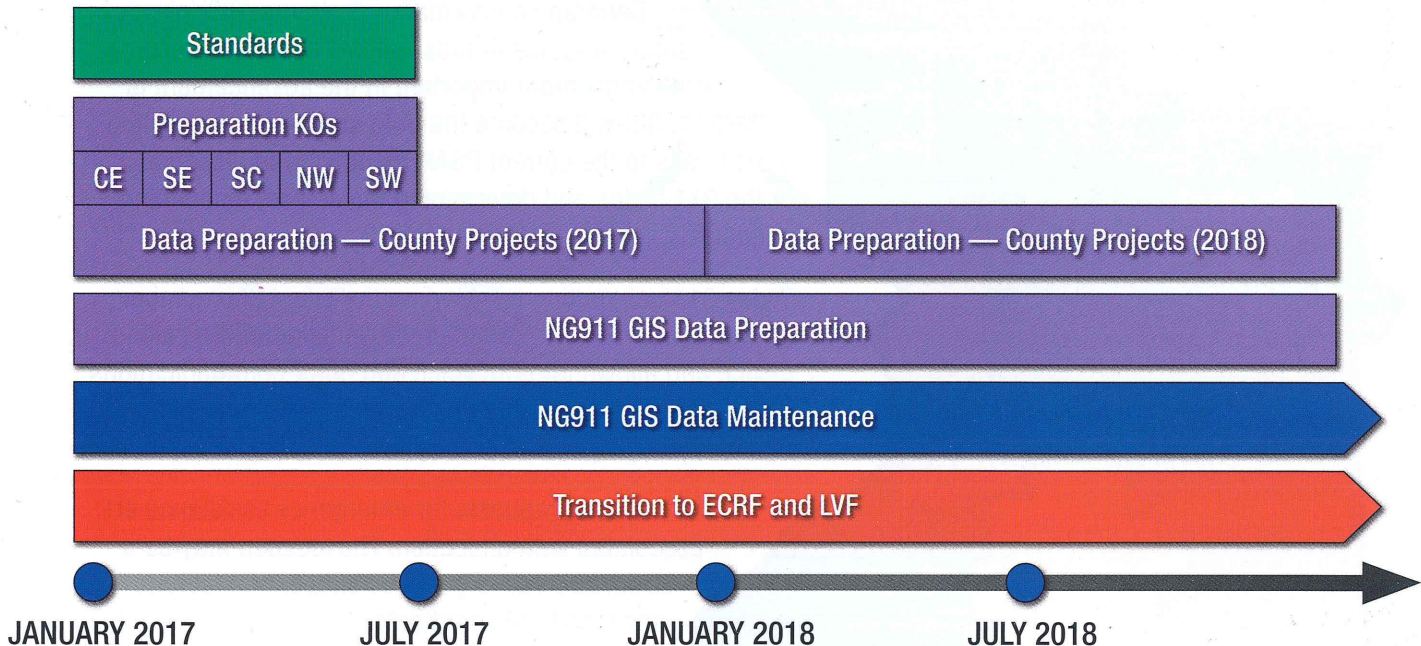 Standards
Preparation KOs
CE SE SC NW SW
Data Preparation — County Projects (2017) Data Preparation — County Projects (2018)
NG911 GIS Data Preparation
NG911 GIS Data Maintenance
Transition to ECRF and LVF
JANUARY 2017 JULY 2017 JANUARY 2018 JULY 2018